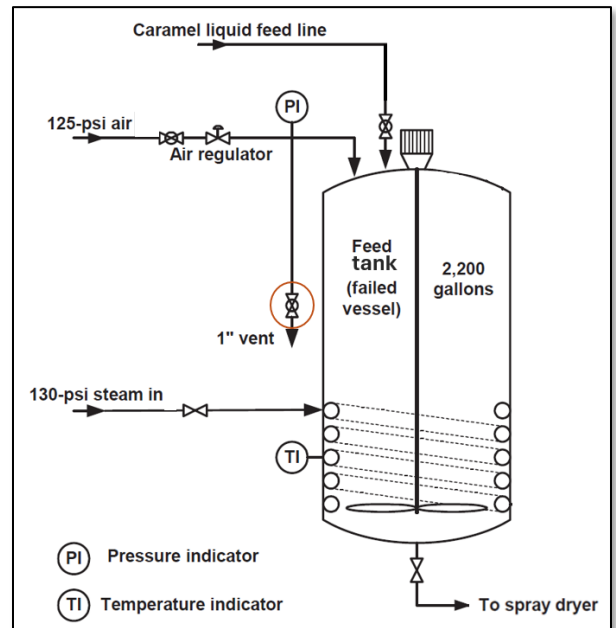 Caramel liquid feed line
PI
125-psi air
Air regulator
Feed
tank
(failed
vessel)
2,200
gallons
1" vent
130-psi steam in
TI
PI Pressure indicator
TI Temperature indicator
To spray dryer